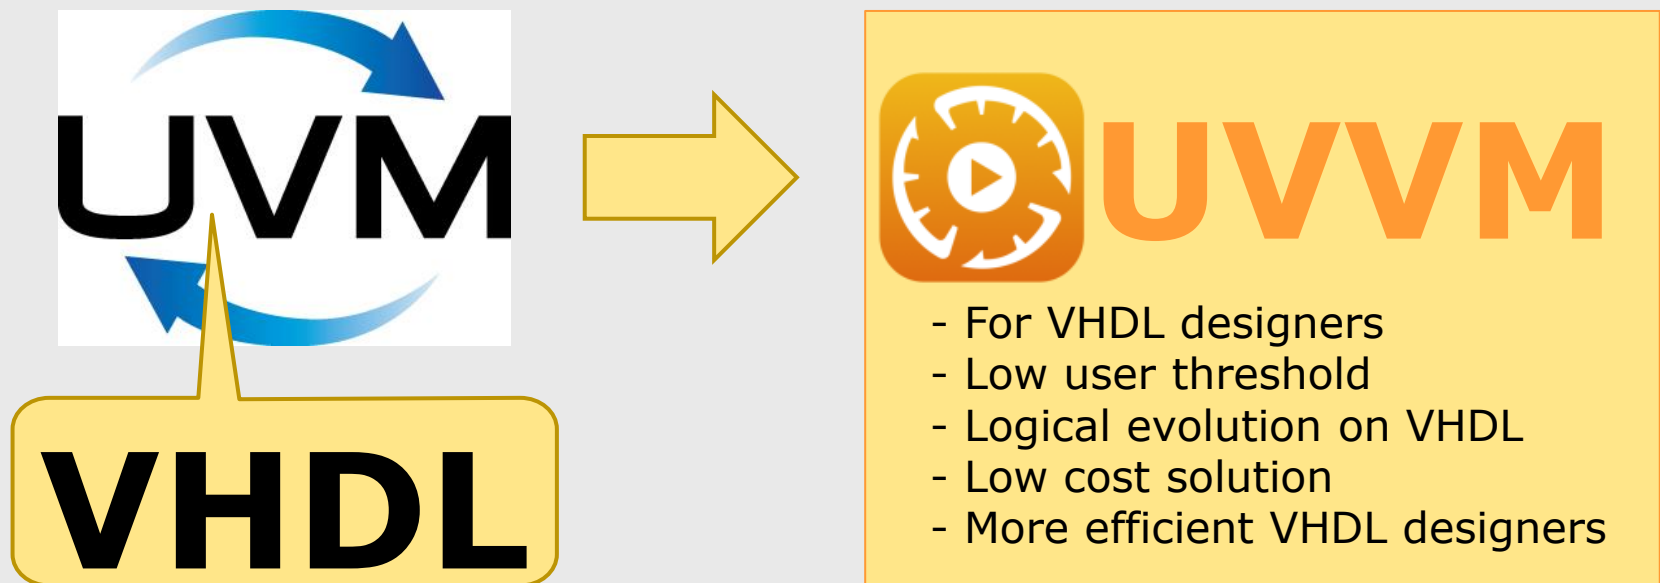 UVM
VHDL
UVVM
- For VHDL designers
- Low user threshold
- Logical evolution on VHDL
- Low cost solution
- More efficient VHDL designers